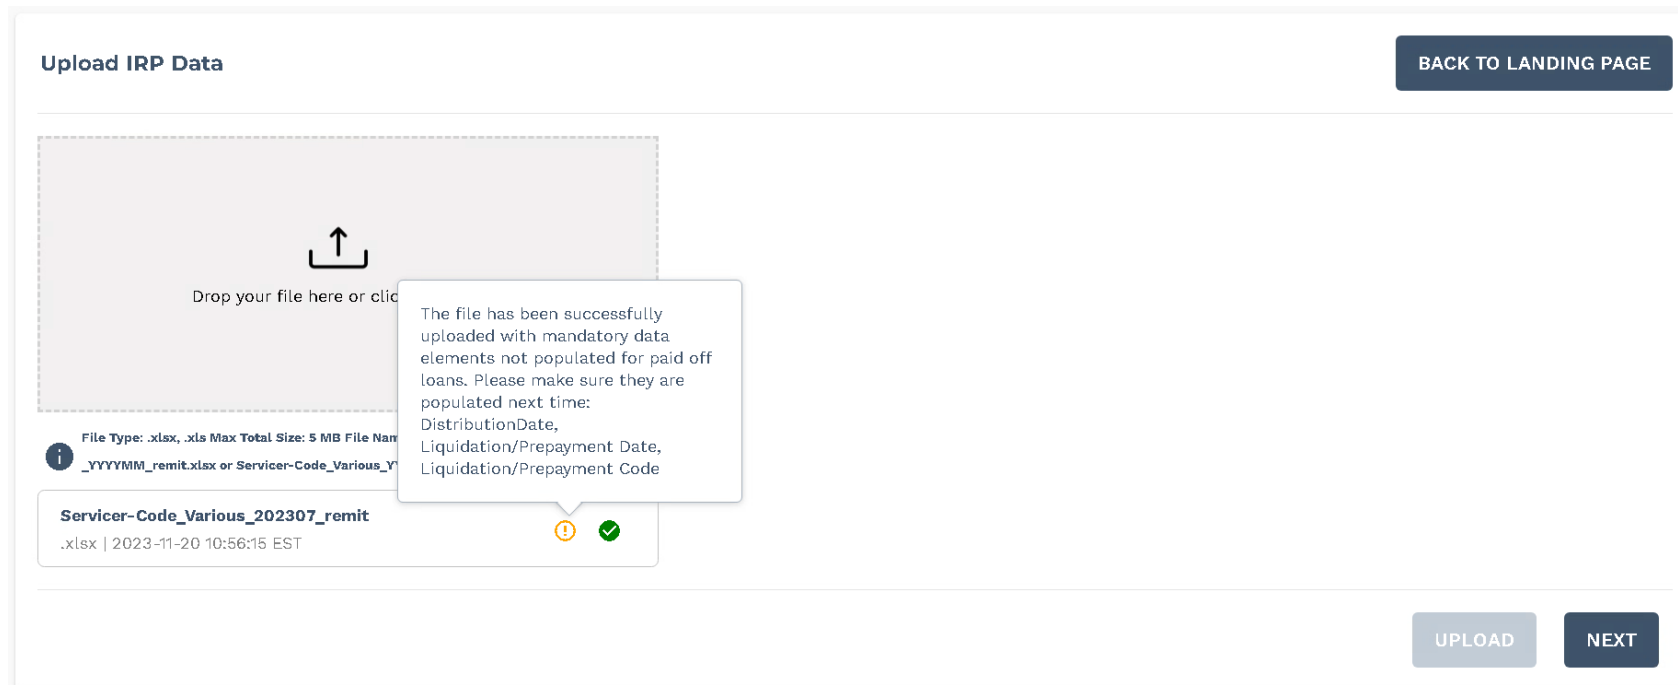 Upload IRP Data
BACK TO LANDING PAGE
Drop your file here or clic
The file has been successfully
uploaded with mandatory data
elements not populated for paid off
loans. Please make sure they are
populated next time:
DistributionDate,
Liquidation/Prepayment Date,
Liquidation/Prepayment Code
File Type: .xlsx, .xls Max Total Size: 5 MB File Nam
_YYYYMM_remit.xlsx or Servicer-Code_Various_Y
Servicer-Code_Various_202307_remit
.xlsx | 2023-11-20 10:56:15 EST
UPLOAD
NEXT